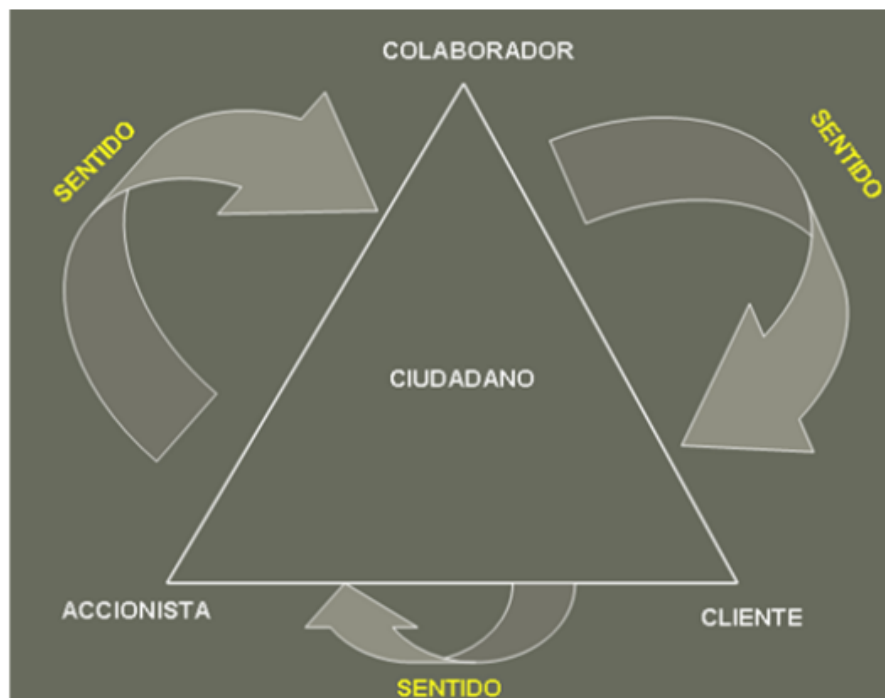 COLABORADOR
SENTIDO
SENTIDO
CIUDADANO
ACCIONISTA
CLIENTE
SENTIDO